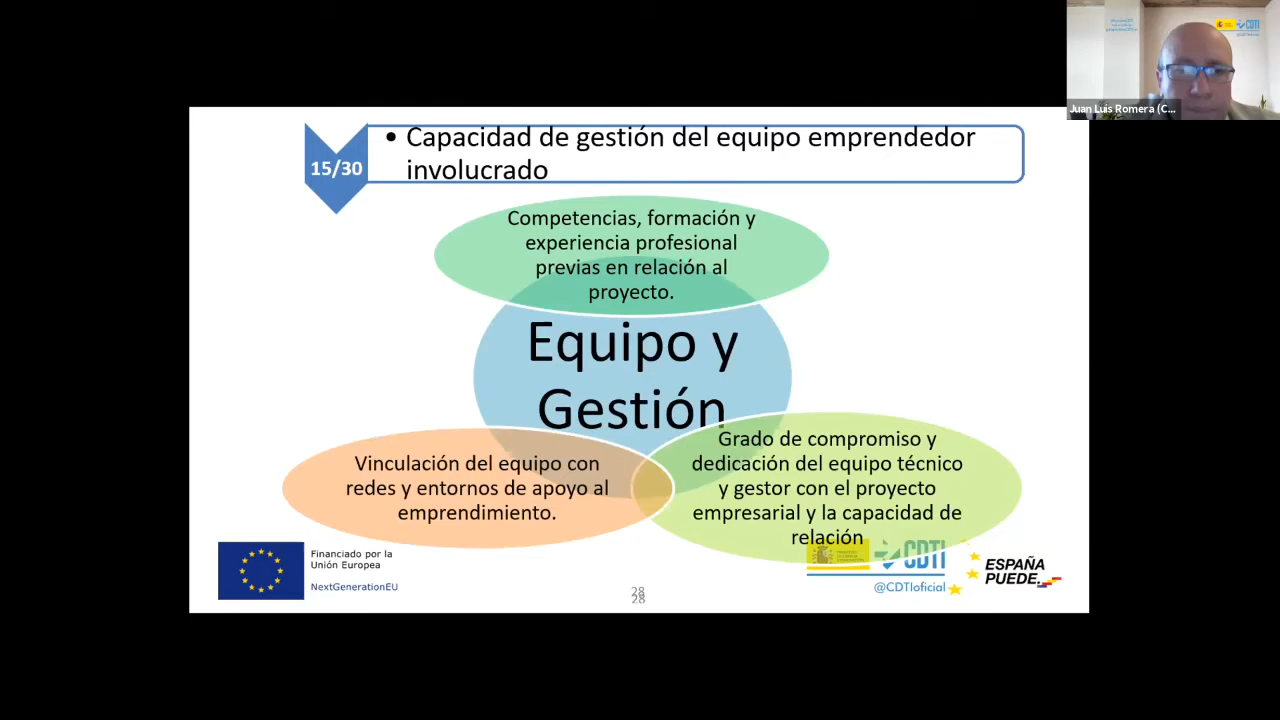 Juan Luis Romera (C...
CDTI
15/30
• Capacidad de gestión del equipo emprendedor
involucrado
Competencias, formación y
experiencia profesional
previas en relación al
proyecto.
Equipo y
Gestión
Vinculación del equipo con
redes y entornos de apoyo al
emprendimiento.
Grado de compromiso y
dedicación del equipo técnico
y gestor con el proyecto
empresarial y la capacidad de
relación
Financiado por la
Unión Europea
NextGenerationEU
28
28
CDTI
@CDTIoficial
ESPAÑA
PUEDE.